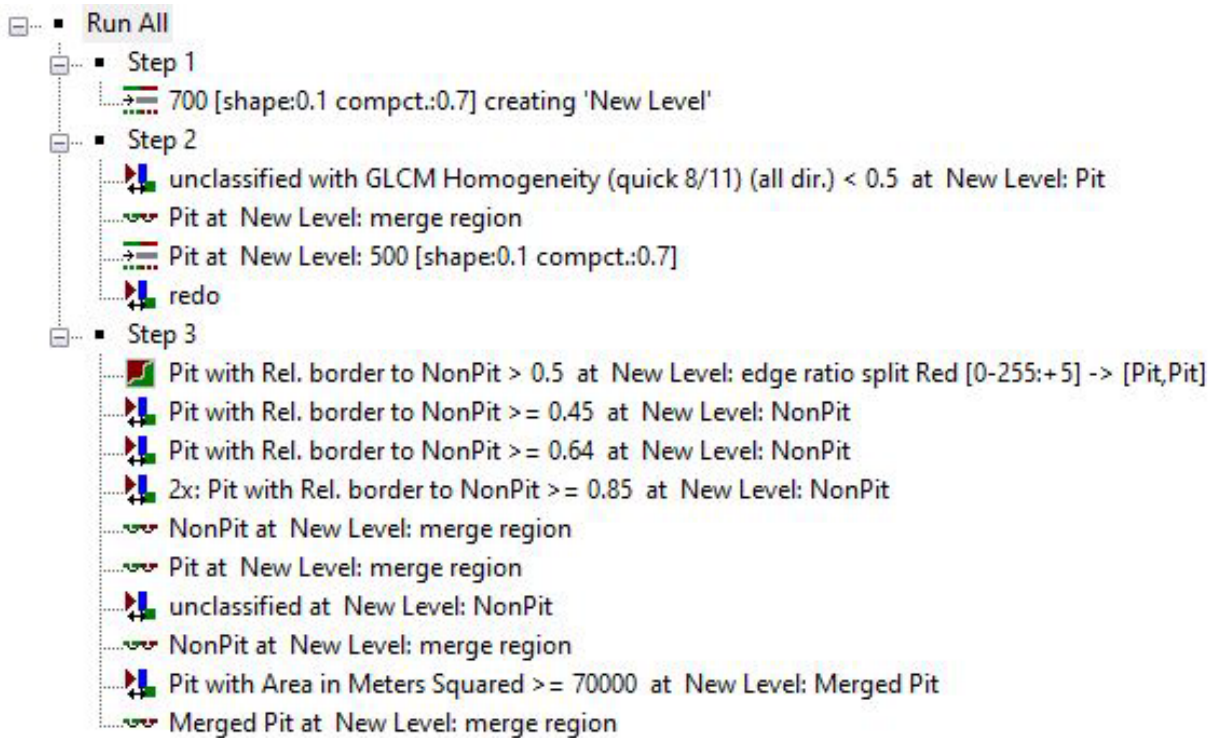 Run All
Step 1
700 [shape:0.1 compct.:0.7] creating 'New Level'
Step 2
unclassified with GLCM Homogeneity (quick 8/11) (all dir.) < 0.5 at New Level: Pit
Pit at New Level: merge region
Pit at New Level: 500 [shape:0.1 compct.:0.7]
redo
Step 3
Pit with Rel. border to NonPit > 0.5 at New Level: edge ratio split Red [0-255:+5] -> [Pit,Pit]
Pit with Rel. border to NonPit >= 0.45 at New Level: NonPit
Pit with Rel. border to NonPit >= 0.64 at New Level: NonPit
2x: Pit with Rel. border to NonPit >= 0.85 at New Level: NonPit
NonPit at New Level: merge region
Pit at New Level: merge region
unclassified at New Level: NonPit
NonPit at New Level: merge region
Pit with Area in Meters Squared >= 70000 at New Level: Merged Pit
Merged Pit at New Level: merge region